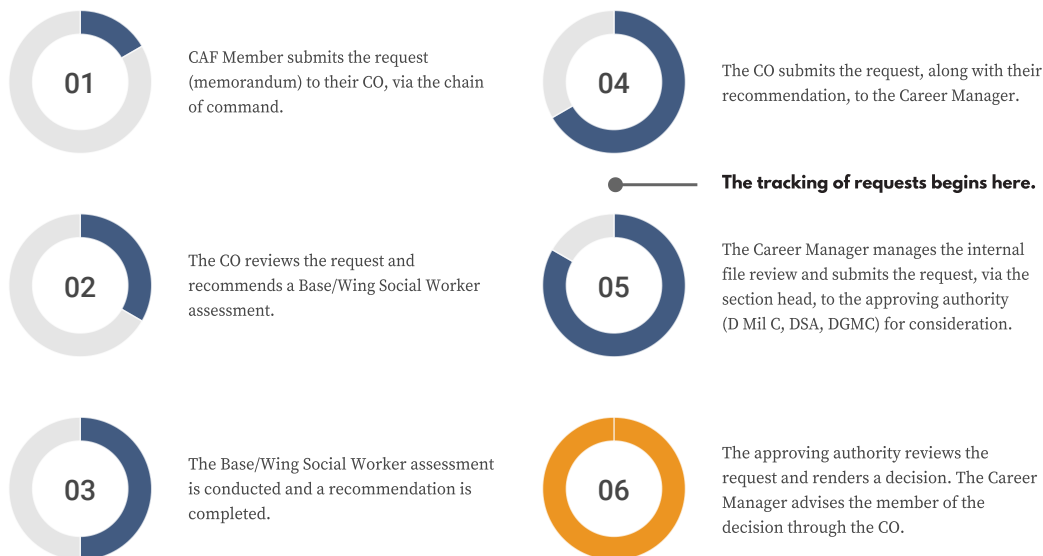 01
CAF Member submits the request
(memorandum) to their CO, via the chain
of command.
02
The CO reviews the request and
recommends a Base/Wing Social Worker
assessment.
03
The Base/Wing Social Worker assessment
is conducted and a recommendation is
completed.
04
The CO submits the request, along with their
recommendation, to the Career Manager.
The tracking of requests begins here.
05
The Career Manager manages the internal
file review and submits the request, via the
section head, to the approving authority
(D Mil C, DSA, DGMC) for consideration.
06
The approving authority reviews the
request and renders a decision. The Career
Manager advises the member of the
decision through the CO.